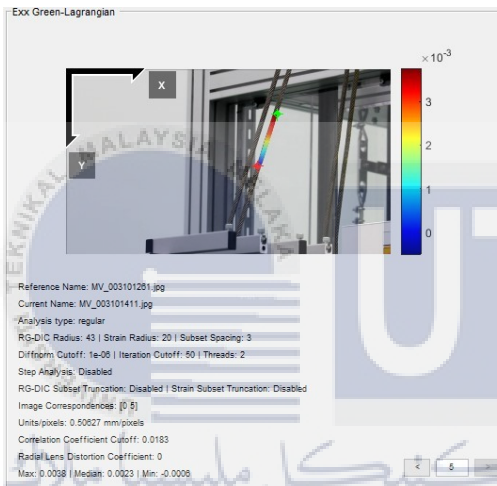 Exx Green-Lagrangian
×10⁻³
X
3
Y
2
1
0
Reference Name: MV_003101261.jpg
Current Name: MV_003101411.jpg
Analysis type: regular
RG-DIC Radius: 43 | Strain Radius: 20 | Subset Spacing: 3
Diffnorm Cutoff: 1e-06 | Iteration Cutoff: 50 | Threads: 2
Step Analysis: Disabled
RG-DIC Subset Truncation: Disabled | Strain Subset Truncation: Disabled
Image Correspondences: [0 5]
Units/pixels: 0.50627 mm/pixels
Correlation Coefficient Cutoff: 0.0183
Radial Lens Distortion Coefficient: 0
Max: 0.0038 | Median: 0.0023 | Min: -0.0006
< 5